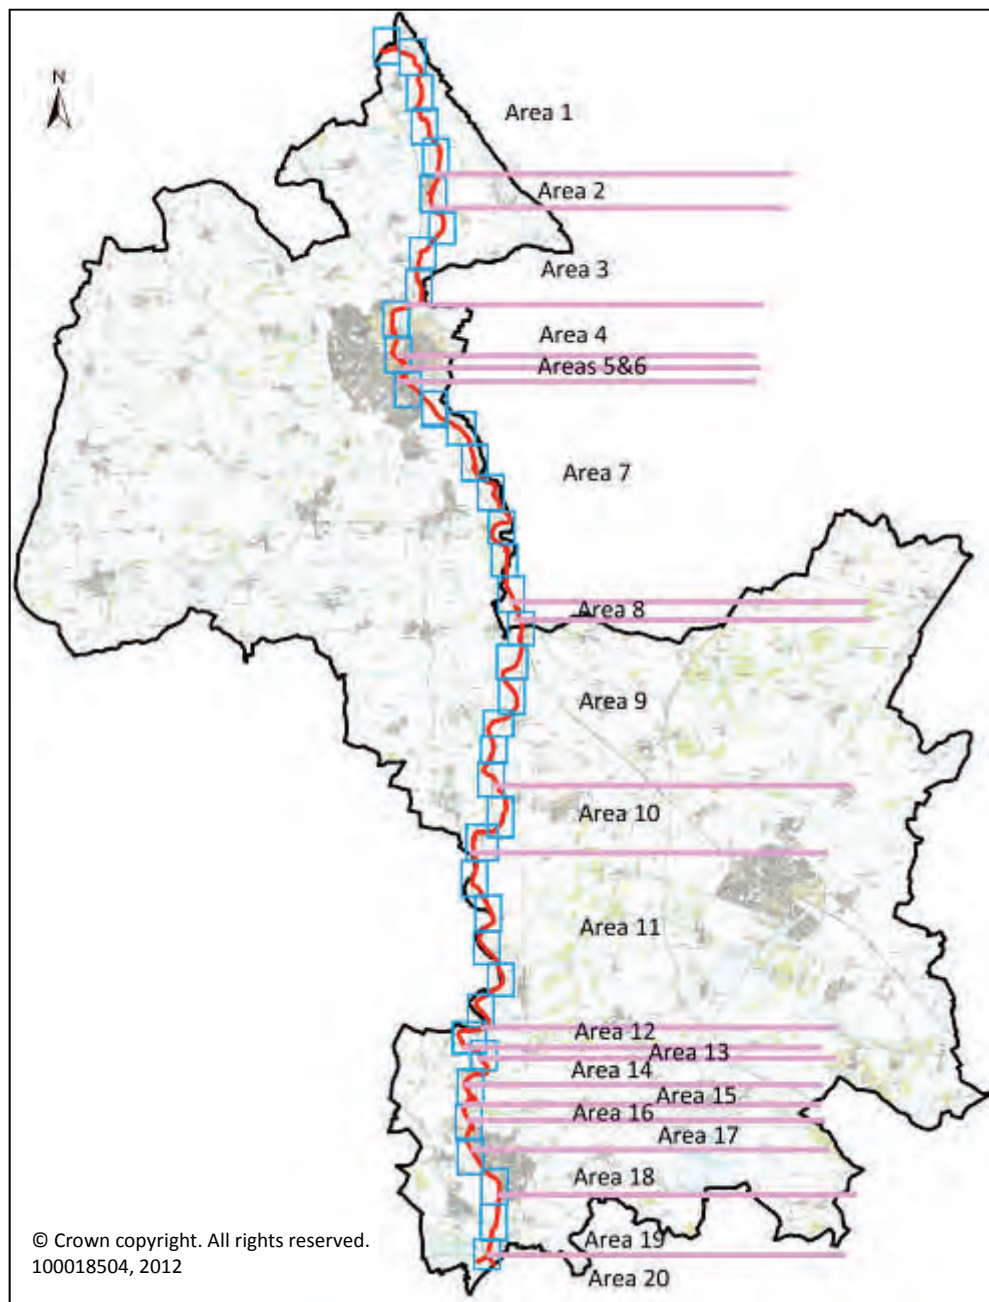 N
Area 1
Area 2
Area 3
Area 4
Areas 5&6
Area 7
Area 8
Area 9
Area 10
Area 11
Area 12
Area 13
Area 14
Area 15
Area 16
Area 17
Area 18
Area 19
Area 20
© Crown copyright. All rights reserved.
100018504, 2012